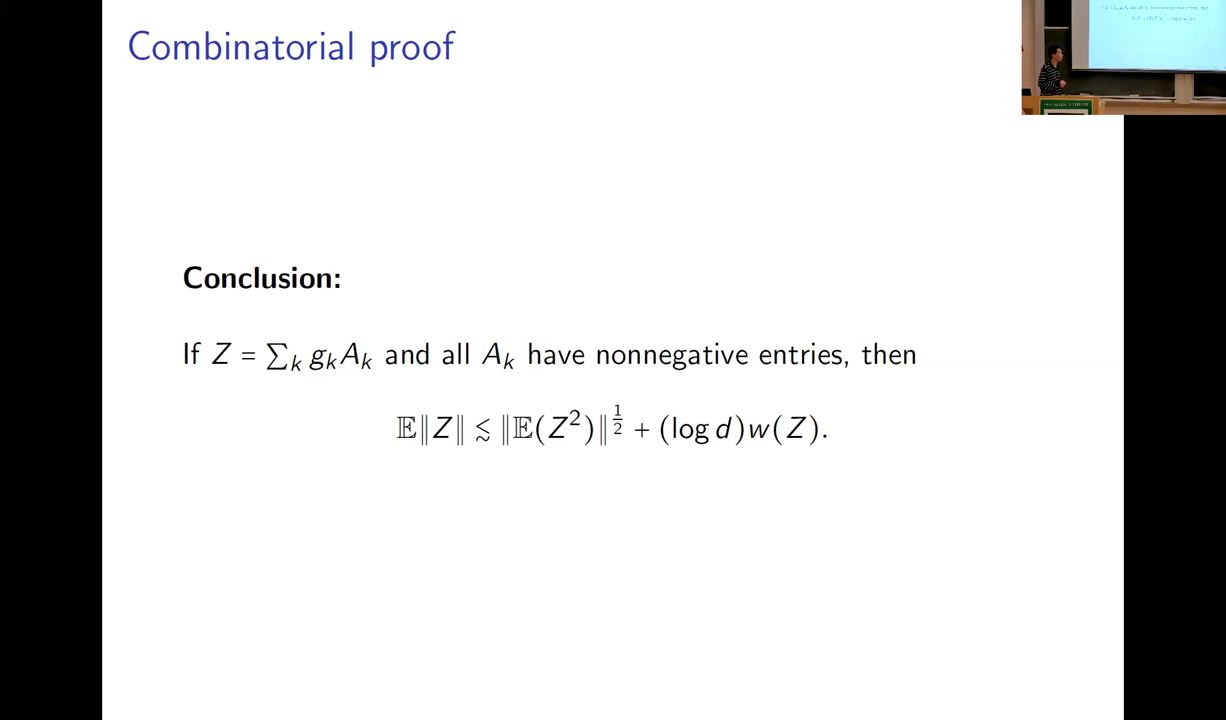 Combinatorial proof
Conclusion:
If Z = ∑ₖ gₖAₖ and all Aₖ have nonnegative entries, then
𝔼‖Z‖ ≲ ‖𝔼(Z²)‖^{1/2} + (log d)w(Z).